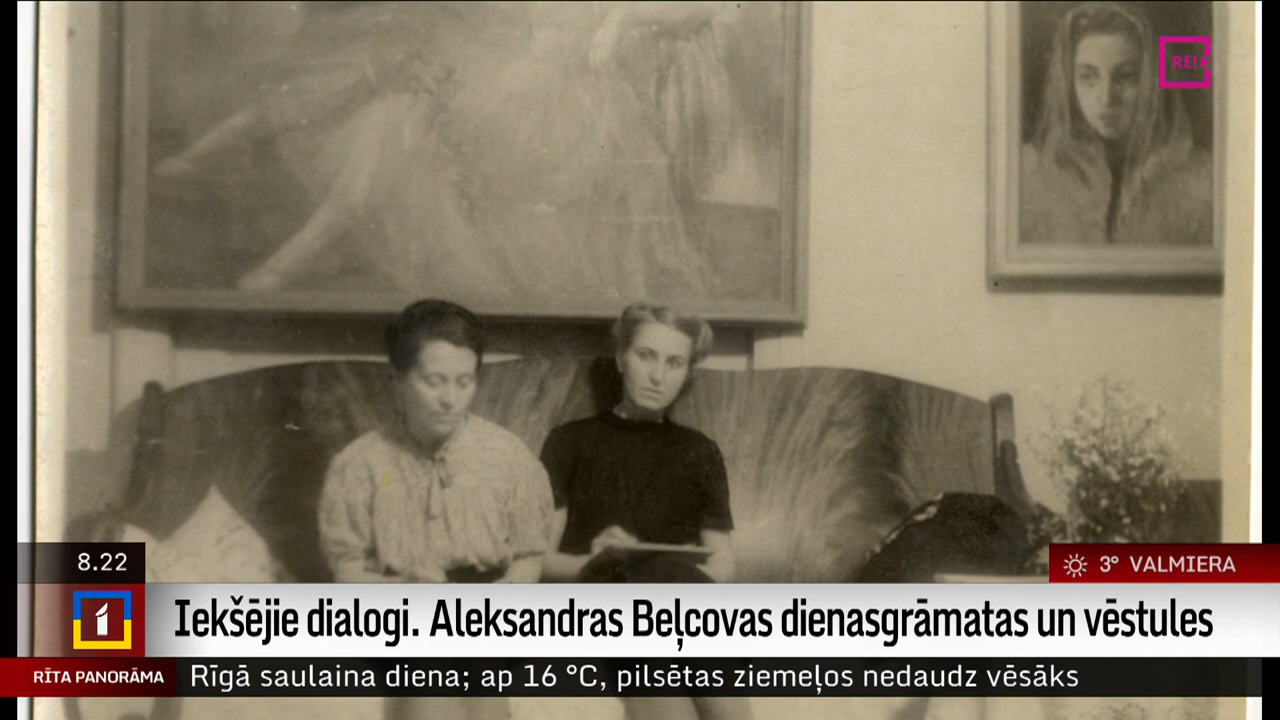 RE!
8.22
3° VALMIERA
1
Iekšējie dialogi. Aleksandras Beļcovas dienasgrāmatas un vēstules
RĪTA PANORĀMA
Rīgā saulaina diena; ap 16 °C, pilsētas ziemeļos nedaudz vēsāks